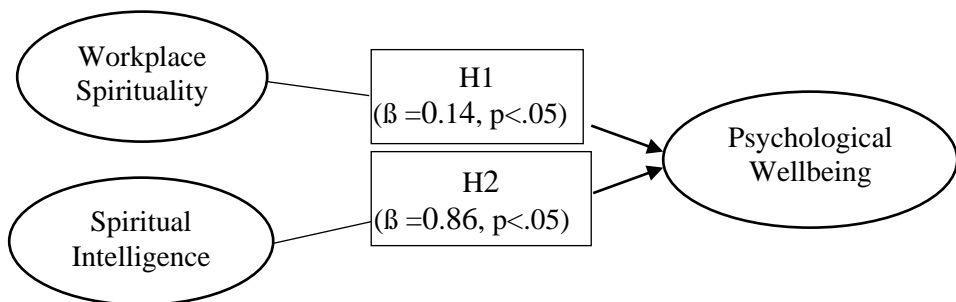 Workplace
Spirituality
H1
(ß =0.14, p<.05)
Psychological
Wellbeing
H2
(ß =0.86, p<.05)
Spiritual
Intelligence